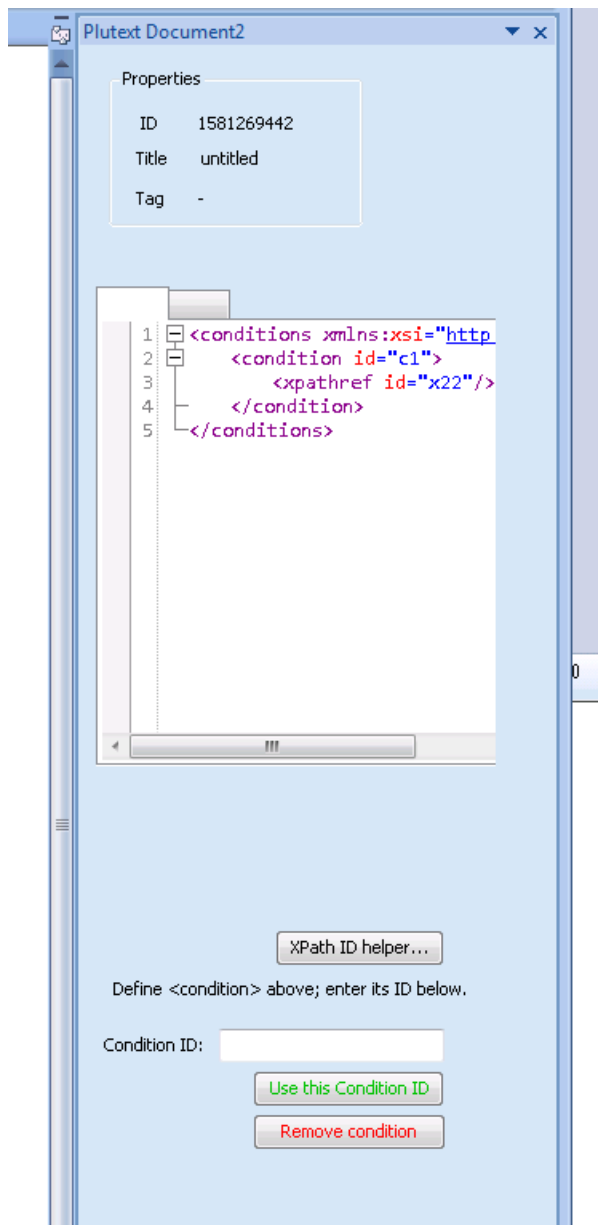 Plutext Document2
Properties
ID 1581269442
Title untitled
Tag -
1 <conditions xmlns:xsi="http
2 <condition id="c1">
3 <xpathref id="x22"/>
4 </condition>
5 </conditions>
0
XPath ID helper...
Define <condition> above; enter its ID below.
Condition ID:
Use this Condition ID
Remove condition